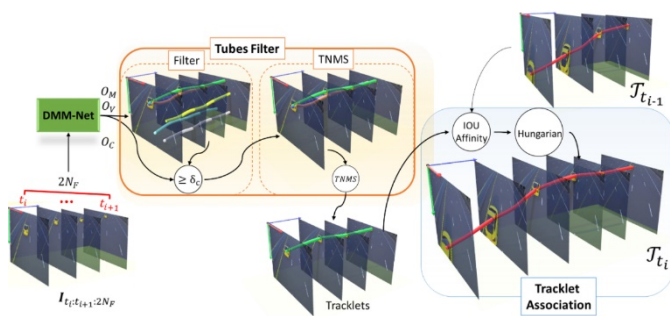 Tubes Filter
Filter
TNMS
O_M
O_V
O_C
DMM-Net
2N_F
t_i
...
t_{i+1}
I_{t_i:t_{i+1}:2N_F}
≥ δ_c
TNMS
Tracklets
IOU
Affinity
Hungarian
𝒯_{t_{i-1}}
𝒯_{t_i}
Tracklet
Association